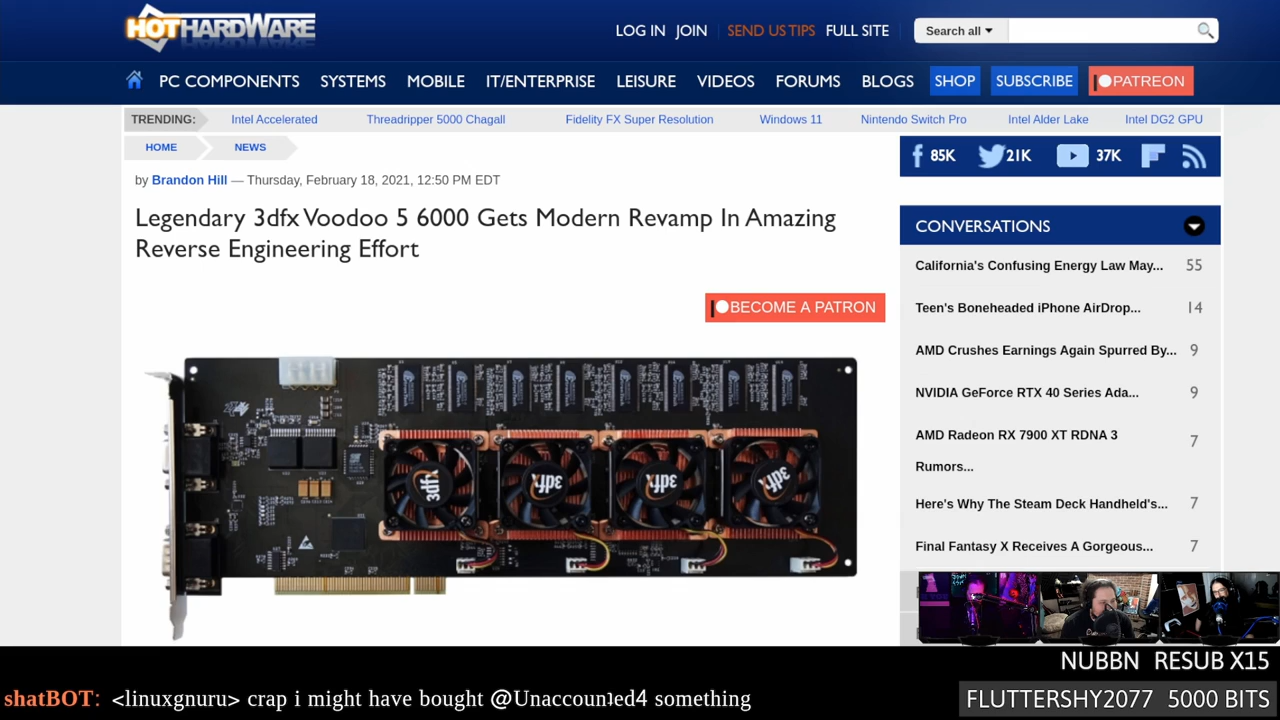 HOTHARDWARE
LOG IN JOIN SEND US TIPS FULL SITE Search all
PC COMPONENTS SYSTEMS MOBILE IT/ENTERPRISE LEISURE VIDEOS FORUMS BLOGS SHOP SUBSCRIBE PATREON
TRENDING: Intel Accelerated Threadripper 5000 Chagall Fidelity FX Super Resolution Windows 11 Nintendo Switch Pro Intel Alder Lake Intel DG2 GPU
HOME NEWS
85K 21K 37K
by Brandon Hill — Thursday, February 18, 2021, 12:50 PM EDT
Legendary 3dfx Voodoo 5 6000 Gets Modern Revamp In Amazing
Reverse Engineering Effort
BECOME A PATRON
3dfx 3dfx 3dfx 3dfx
CONVERSATIONS
California's Confusing Energy Law May... 55
Teen's Boneheaded iPhone AirDrop... 14
AMD Crushes Earnings Again Spurred By... 9
NVIDIA GeForce RTX 40 Series Ada... 9
AMD Radeon RX 7900 XT RDNA 3
Rumors... 7
Here's Why The Steam Deck Handheld's... 7
Final Fantasy X Receives A Gorgeous... 7
NUBBN RESUB X15
shatBOT: <linuxgnuru> crap i might have bought @Unaccounted4 something
FLUTTERSHY2077 5000 BITS